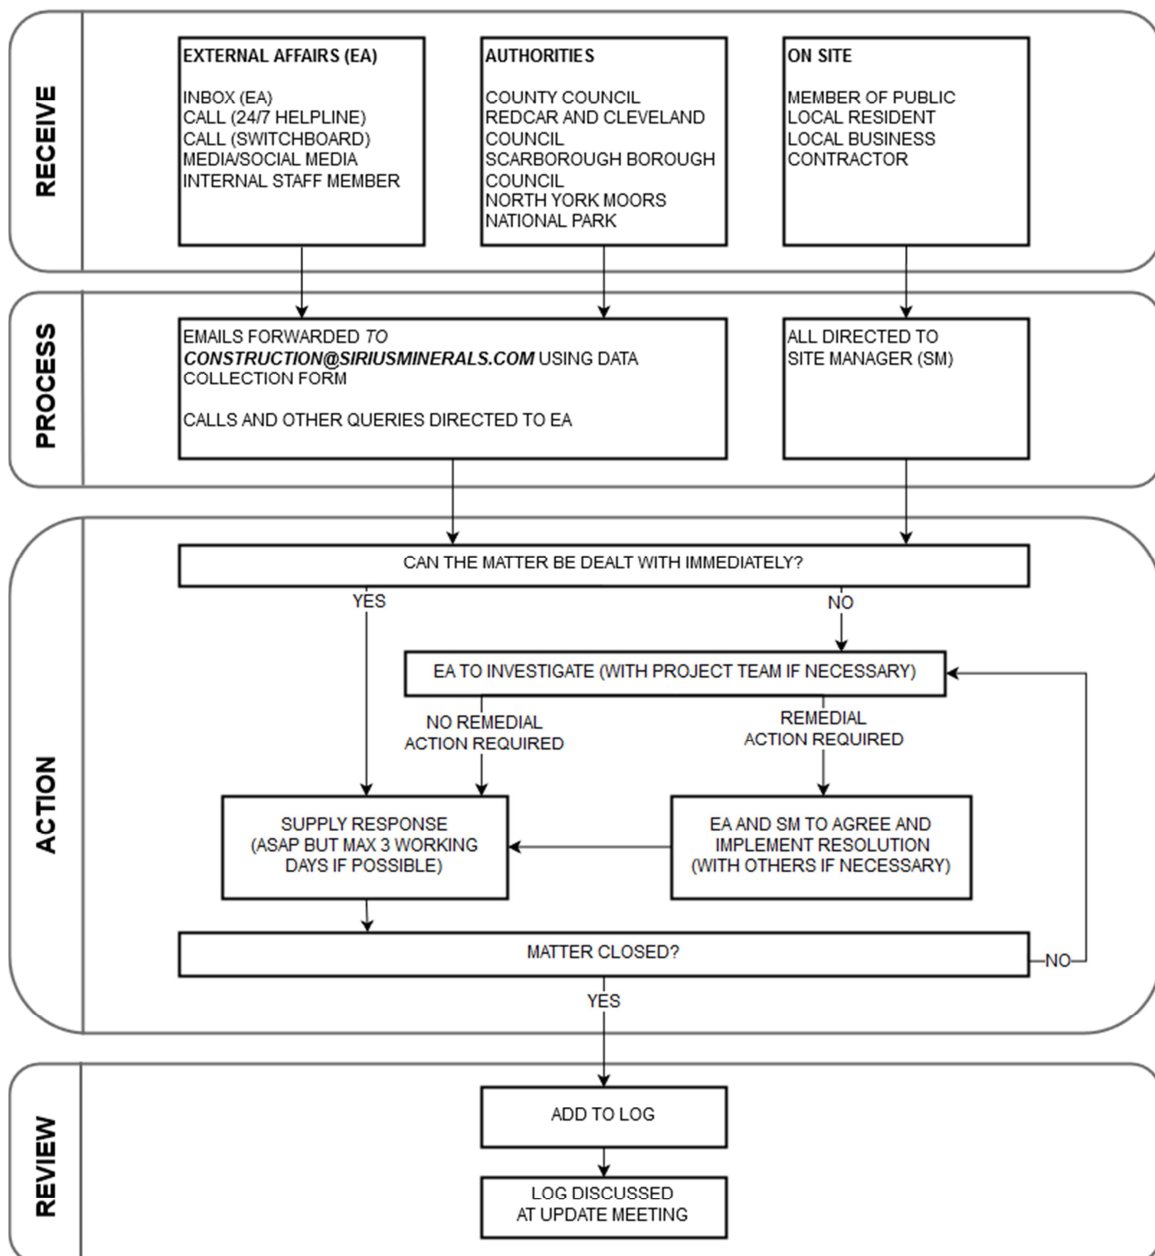 RECEIVE
EXTERNAL AFFAIRS (EA)
INBOX (EA)
CALL (24/7 HELPLINE)
CALL (SWITCHBOARD)
MEDIA/SOCIAL MEDIA
INTERNAL STAFF MEMBER
AUTHORITIES
COUNTY COUNCIL
REDCAR AND CLEVELAND
COUNCIL
SCARBOROUGH BOROUGH
COUNCIL
NORTH YORK MOORS
NATIONAL PARK
ON SITE
MEMBER OF PUBLIC
LOCAL RESIDENT
LOCAL BUSINESS
CONTRACTOR
PROCESS
EMAILS FORWARDED TO
CONSTRUCTION@SIRIUSMINERALS.COM USING DATA
COLLECTION FORM
CALLS AND OTHER QUERIES DIRECTED TO EA
ALL DIRECTED TO
SITE MANAGER (SM)
ACTION
CAN THE MATTER BE DEALT WITH IMMEDIATELY?
YES
NO
EA TO INVESTIGATE (WITH PROJECT TEAM IF NECESSARY)
NO REMEDIAL
ACTION REQUIRED
REMEDIAL
ACTION REQUIRED
SUPPLY RESPONSE
(ASAP BUT MAX 3 WORKING
DAYS IF POSSIBLE)
EA AND SM TO AGREE AND
IMPLEMENT RESOLUTION
(WITH OTHERS IF NECESSARY)
MATTER CLOSED?
NO
YES
REVIEW
ADD TO LOG
LOG DISCUSSED
AT UPDATE MEETING